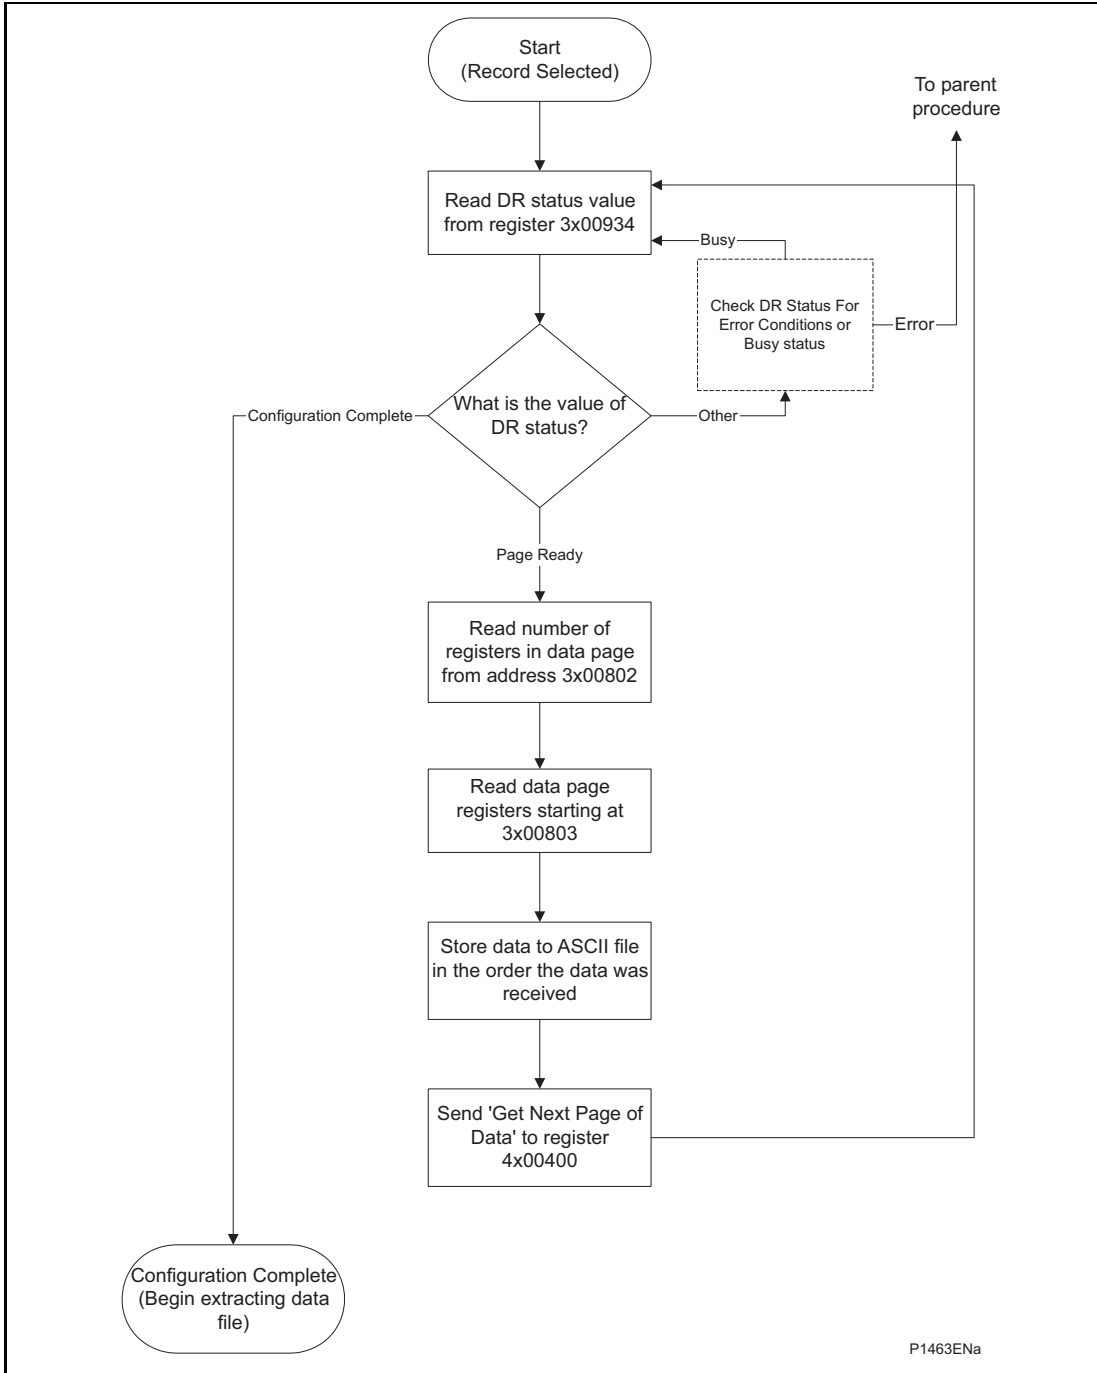 Start
(Record Selected)
To parent
procedure
Read DR status value
from register 3x00934
Busy
Check DR Status For
Error Conditions or
Busy status
Error
What is the value of
DR status?
Configuration Complete
Other
Page Ready
Read number of
registers in data page
from address 3x00802
Read data page
registers starting at
3x00803
Store data to ASCII file
in the order the data was
received
Send 'Get Next Page of
Data' to register
4x00400
Configuration Complete
(Begin extracting data
file)
P1463ENa